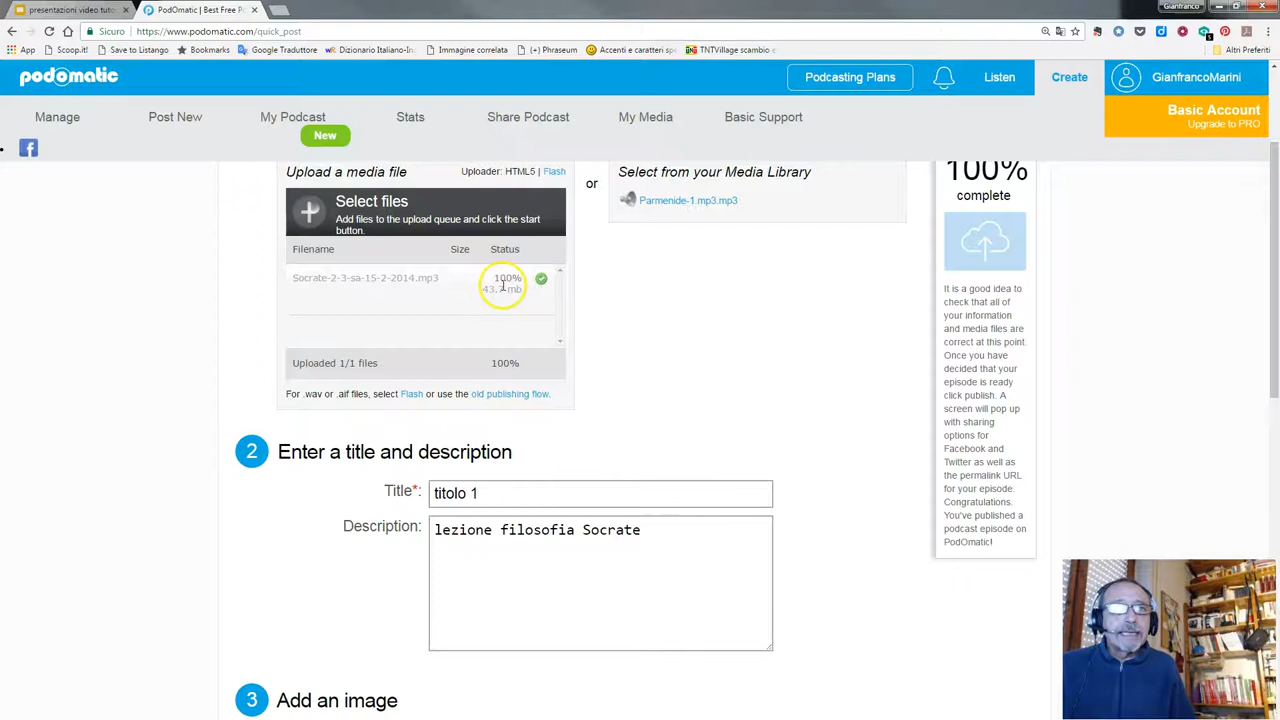 presentazioni video tuto
PodOmatic | Best Free P
Gianfranco
Sicuro
https://www.podomatic.com/quick_post
App
Scoop.it!
Save to Listango
Bookmarks
Google Traduttore
Dizionario Italiano-In
Immagine correlata
(+) Phraseum
Accenti e caratteri spe
TNTVillage scambio e
Altri Preferiti
podomatic
Podcasting Plans
Listen
Create
GianfrancoMarini
Basic Account
Upgrade to PRO
Manage
Post New
My Podcast
Stats
Share Podcast
My Media
Basic Support
New
Upload a media file
Uploader: HTML5 | Flash
or
Select from your Media Library
Parmenide-1.mp3.mp3
Select files
Add files to the upload queue and click the start
button.
Filename
Size
Status
Socrate-2-3-sa-15-2-2014.mp3
100%
mb
Uploaded 1/1 files
100%
For .wav or .aif files, select Flash or use the old publishing flow.
2
Enter a title and description
Title*:
titolo 1
Description:
lezione filosofia Socrate
3
Add an image
100%
complete
It is a good idea to
check that all of
your information
and media files are
correct at this point.
Once you have
decided that your
episode is ready
click publish. A
screen will pop up
with sharing
options for
Facebook and
Twitter as well as
the permalink URL
for your episode.
Congratulations.
You've published a
podcast episode on
PodOmatic!